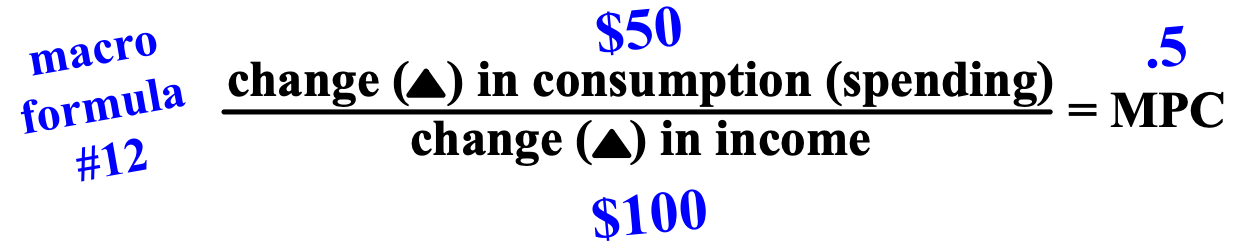 macro
formula
#12
$50
change (▲) in consumption (spending)
change (▲) in income
$100
= MPC
.5